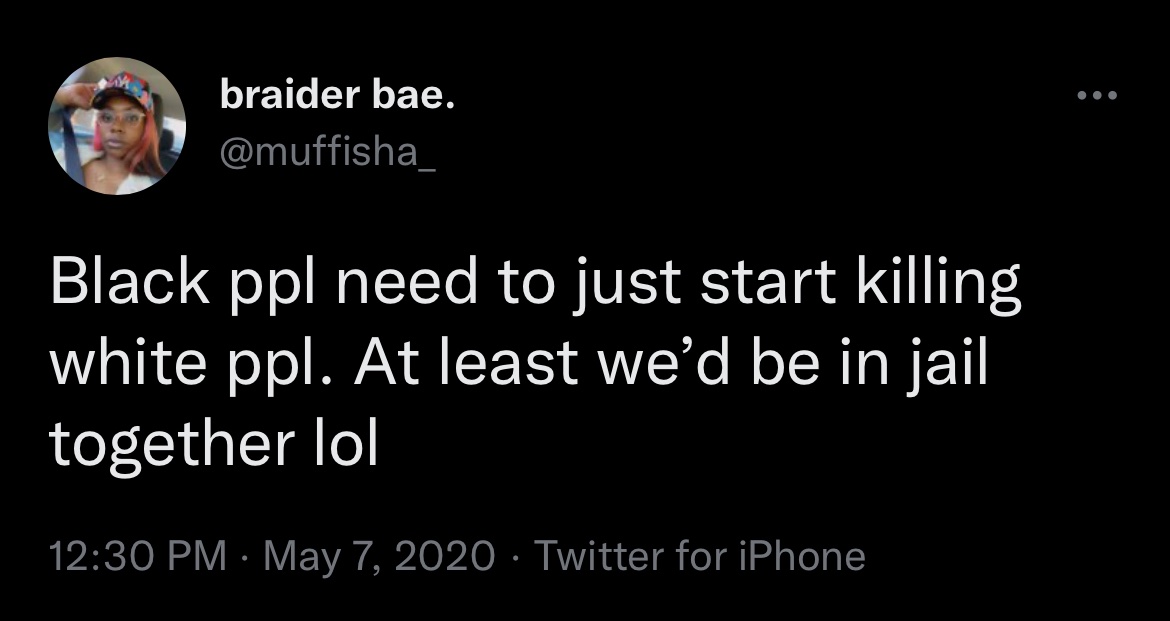 braider bae.
@muffisha_
Black ppl need to just start killing
white ppl. At least we’d be in jail
together lol
12:30 PM · May 7, 2020 · Twitter for iPhone